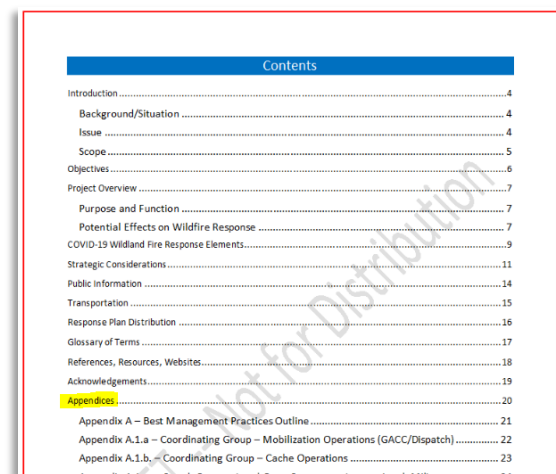 Contents
Introduction 4
Background/Situation 4
Issue 4
Scope 5
Objectives 6
Project Overview 7
Purpose and Function 7
Potential Effects on Wildfire Response 7
COVID-19 Wildland Fire Response Elements 9
Strategic Considerations 11
Public Information 14
Transportation 15
Response Plan Distribution 16
Glossary of Terms 17
References, Resources, Websites 18
Acknowledgements 19
Appendices 20
Appendix A – Best Management Practices Outline 21
Appendix A.1.a – Coordinating Group – Mobilization Operations (GACC/Dispatch) 22
Appendix A.1.b. – Coordinating Group – Cache Operations 23
Not for Distribution